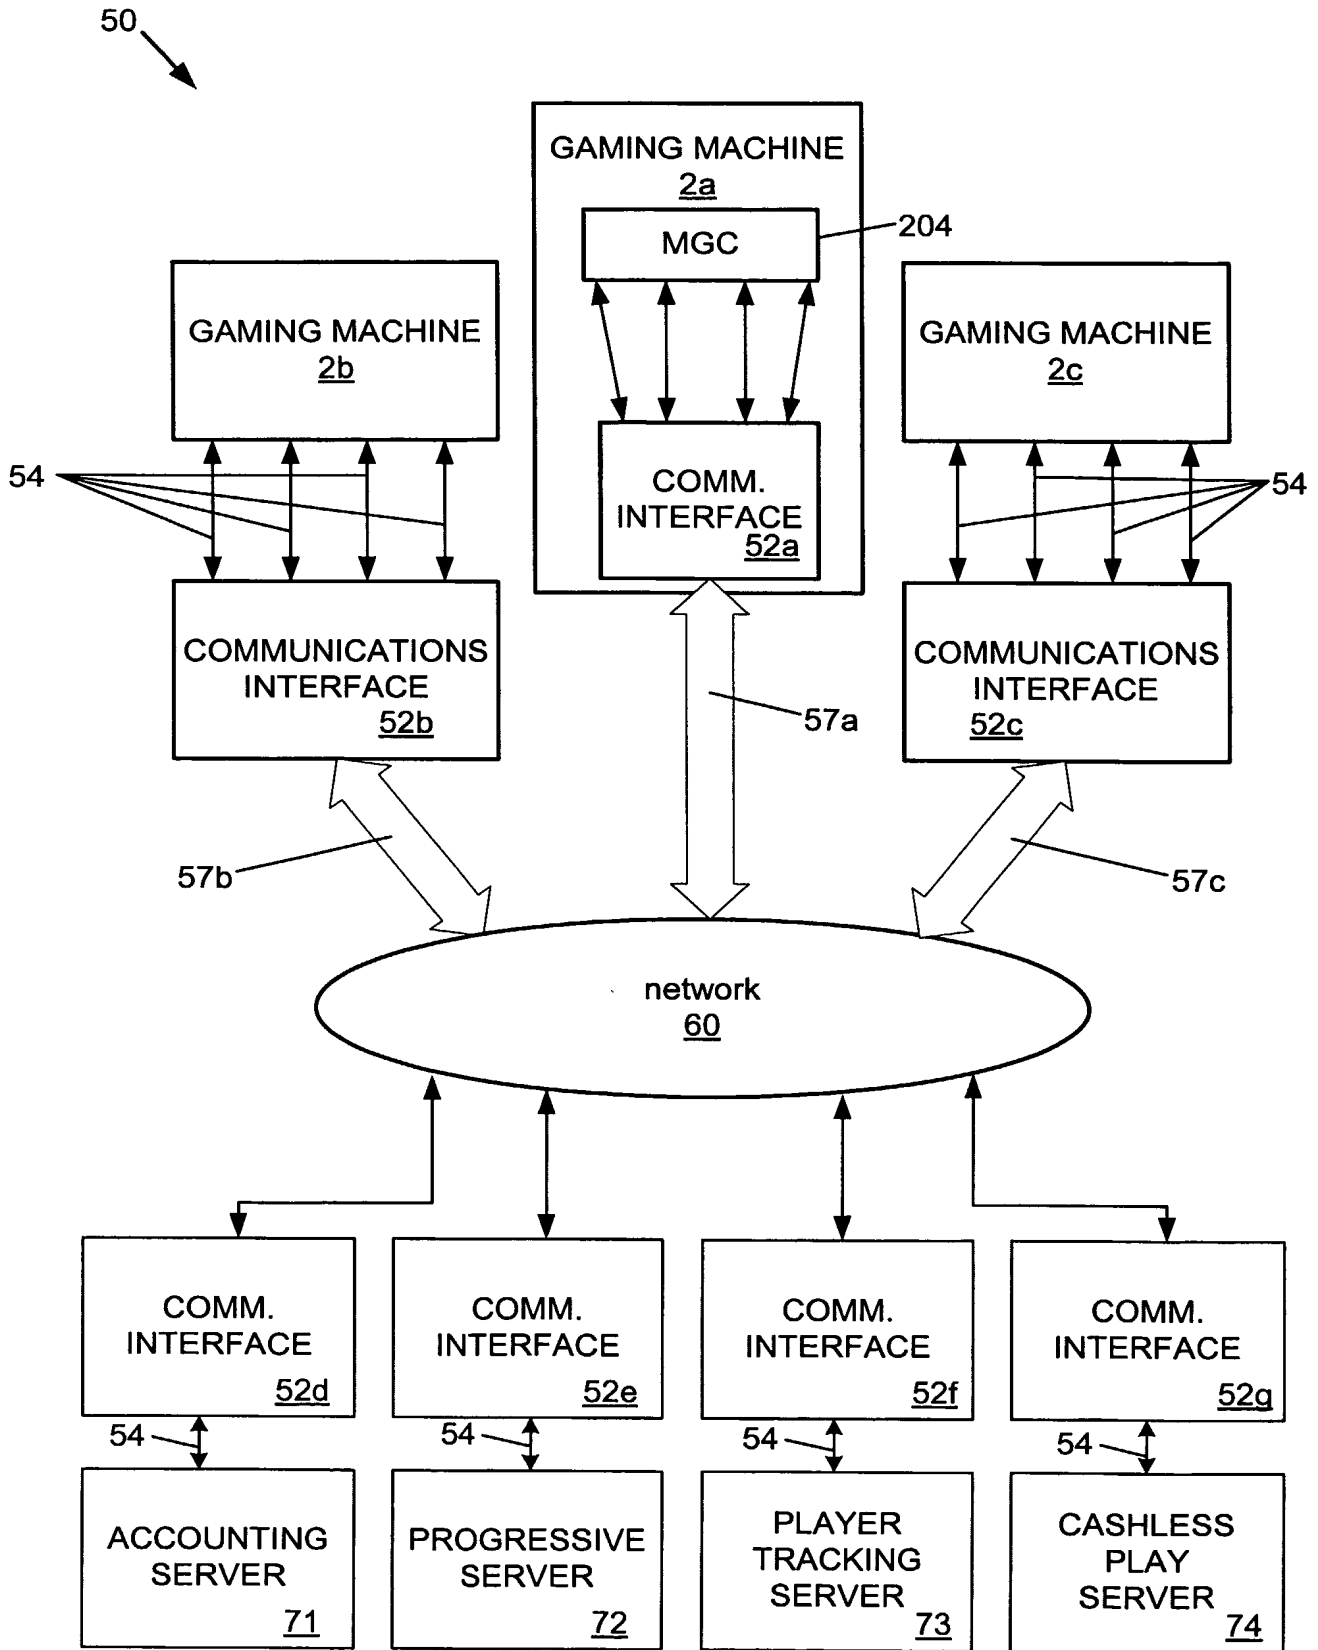 50
GAMING MACHINE
2a
MGC
204
GAMING MACHINE
2b
GAMING MACHINE
2c
54
54
COMM.
INTERFACE
52a
COMMUNICATIONS
INTERFACE
52b
COMMUNICATIONS
INTERFACE
52c
57a
57b
57c
network
60
COMM.
INTERFACE
52d
COMM.
INTERFACE
52e
COMM.
INTERFACE
52f
COMM.
INTERFACE
52g
54
54
54
54
ACCOUNTING
SERVER
71
PROGRESSIVE
SERVER
72
PLAYER
TRACKING
SERVER
73
CASHLESS
PLAY
SERVER
74